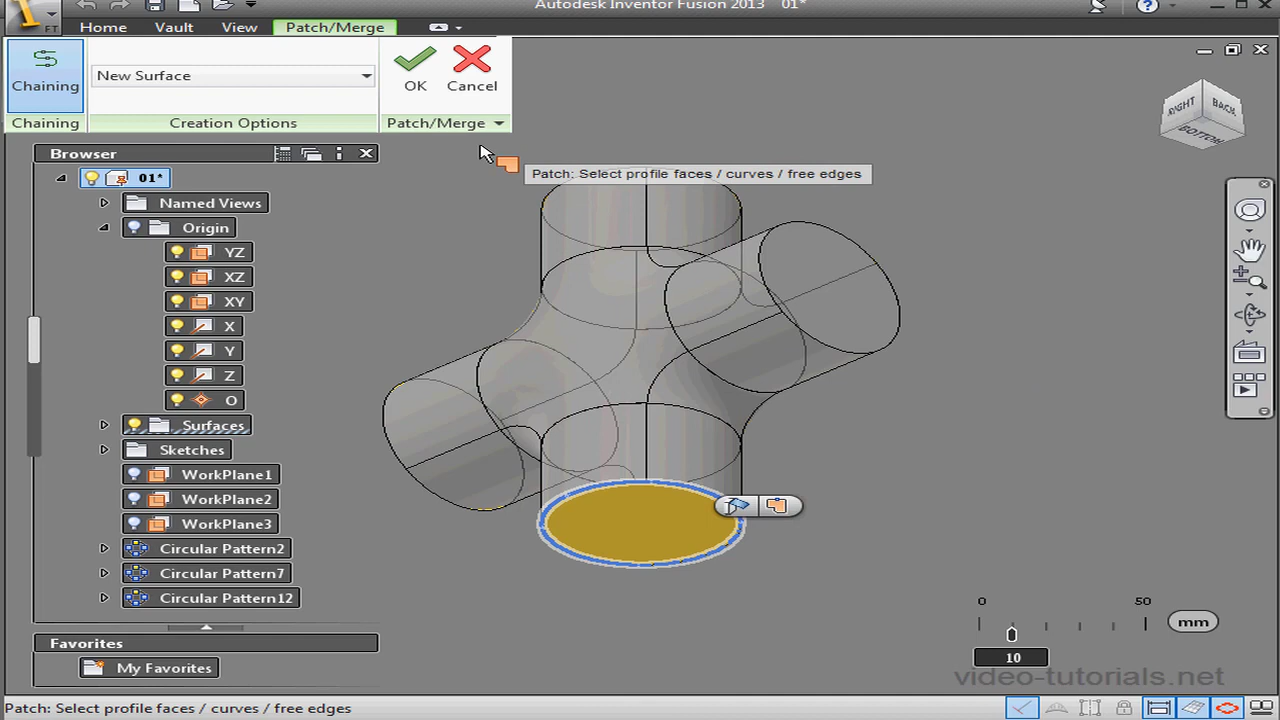 Autodesk Inventor Fusion 2013 01*
FT
Home Vault View Patch/Merge
Chaining
New Surface
OK
Cancel
Chaining
Creation Options
Patch/Merge
Browser
Patch: Select profile faces / curves / free edges
01*
Named Views
Origin
YZ
XZ
XY
X
Y
Z
O
Surfaces
Sketches
WorkPlane1
WorkPlane2
WorkPlane3
Circular Pattern2
Circular Pattern7
Circular Pattern12
Favorites
My Favorites
RIGHT
BACK
BOTTOM
0 50
mm
10
video-tutorials.net
Patch: Select profile faces / curves / free edges